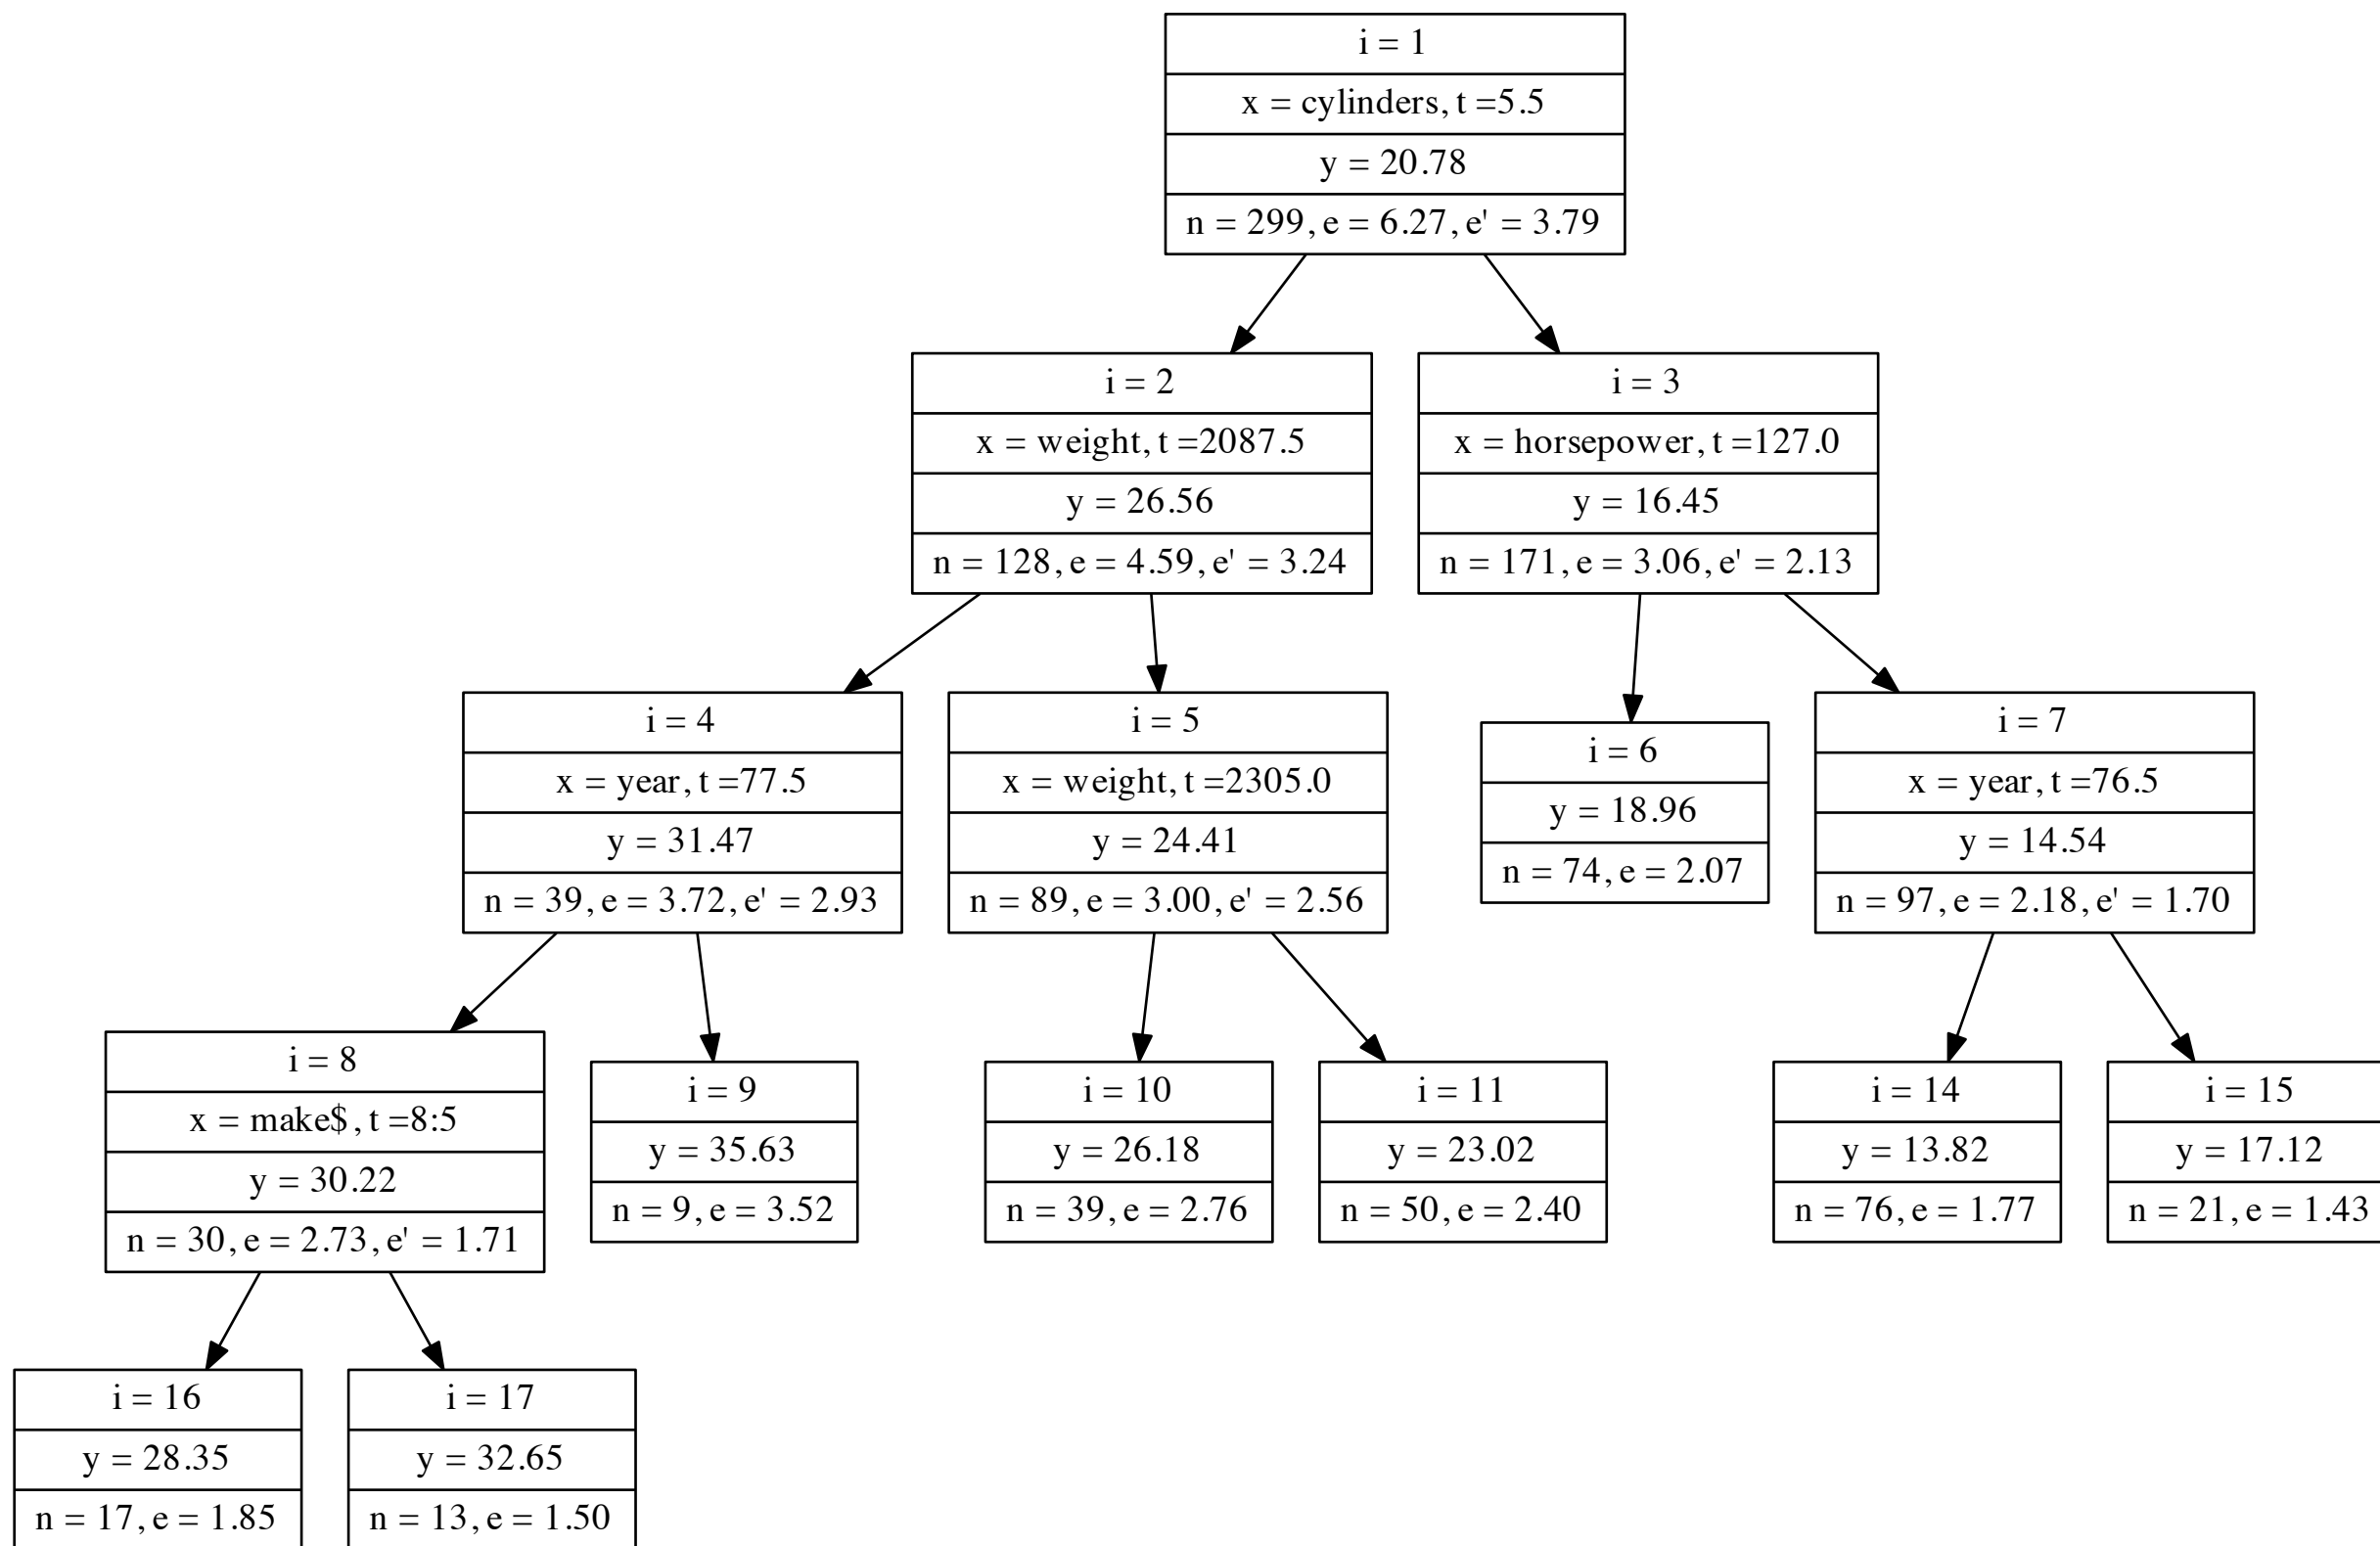 i = 1
x = cylinders, t =5.5
y = 20.78
n = 299, e = 6.27, e' = 3.79
i = 2
x = weight, t =2087.5
y = 26.56
n = 128, e = 4.59, e' = 3.24
i = 3
x = horsepower, t =127.0
y = 16.45
n = 171, e = 3.06, e' = 2.13
i = 4
x = year, t =77.5
y = 31.47
n = 39, e = 3.72, e' = 2.93
i = 5
x = weight, t =2305.0
y = 24.41
n = 89, e = 3.00, e' = 2.56
i = 6
y = 18.96
n = 74, e = 2.07
i = 7
x = year, t =76.5
y = 14.54
n = 97, e = 2.18, e' = 1.70
i = 8
x = make$, t =8:5
y = 30.22
n = 30, e = 2.73, e' = 1.71
i = 9
y = 35.63
n = 9, e = 3.52
i = 10
y = 26.18
n = 39, e = 2.76
i = 11
y = 23.02
n = 50, e = 2.40
i = 14
y = 13.82
n = 76, e = 1.77
i = 15
y = 17.12
n = 21, e = 1.43
i = 16
y = 28.35
n = 17, e = 1.85
i = 17
y = 32.65
n = 13, e = 1.50